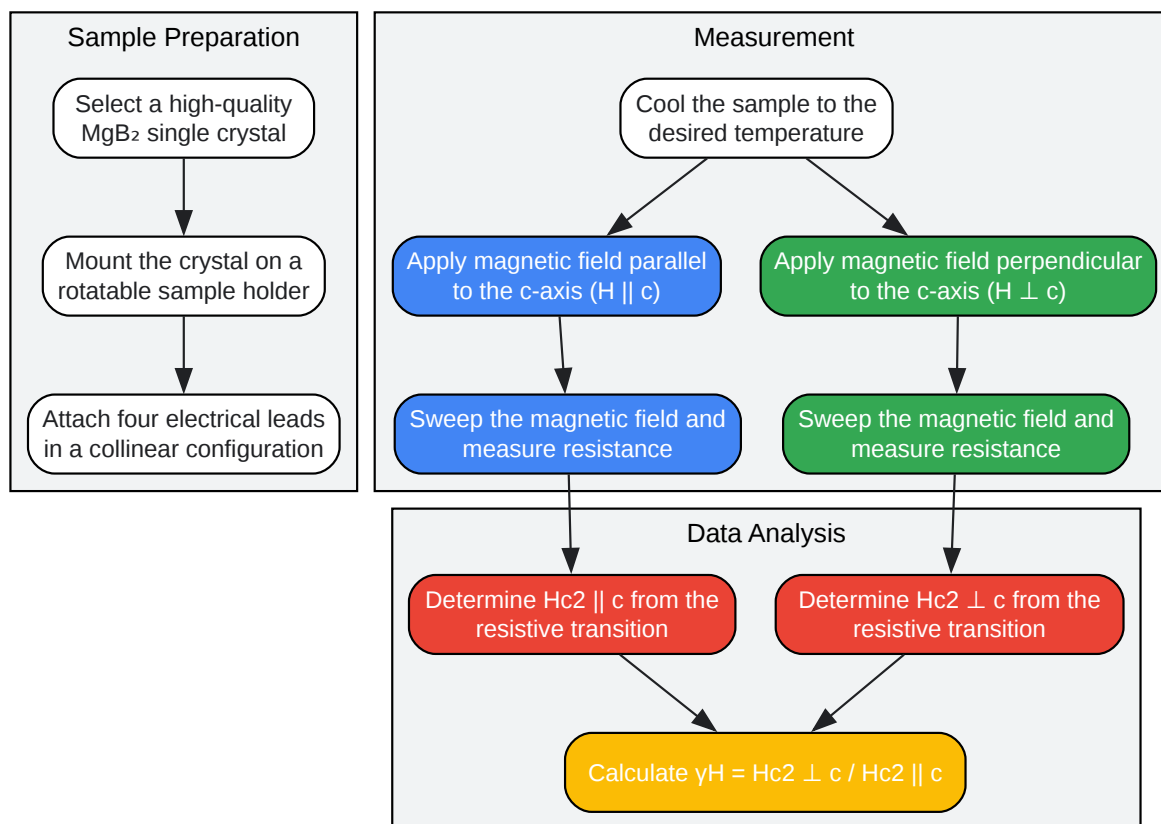 Sample Preparation
Select a high-quality
MgB₂ single crystal
Mount the crystal on a
rotatable sample holder
Attach four electrical leads
in a collinear configuration
Measurement
Cool the sample to the
desired temperature
Apply magnetic field parallel
to the c-axis (H || c)
Apply magnetic field perpendicular
to the c-axis (H ⊥ c)
Sweep the magnetic field and
measure resistance
Sweep the magnetic field and
measure resistance
Data Analysis
Determine Hc2 || c from the
resistive transition
Determine Hc2 ⊥ c from the
resistive transition
Calculate γH = Hc2 ⊥ c / Hc2 || c